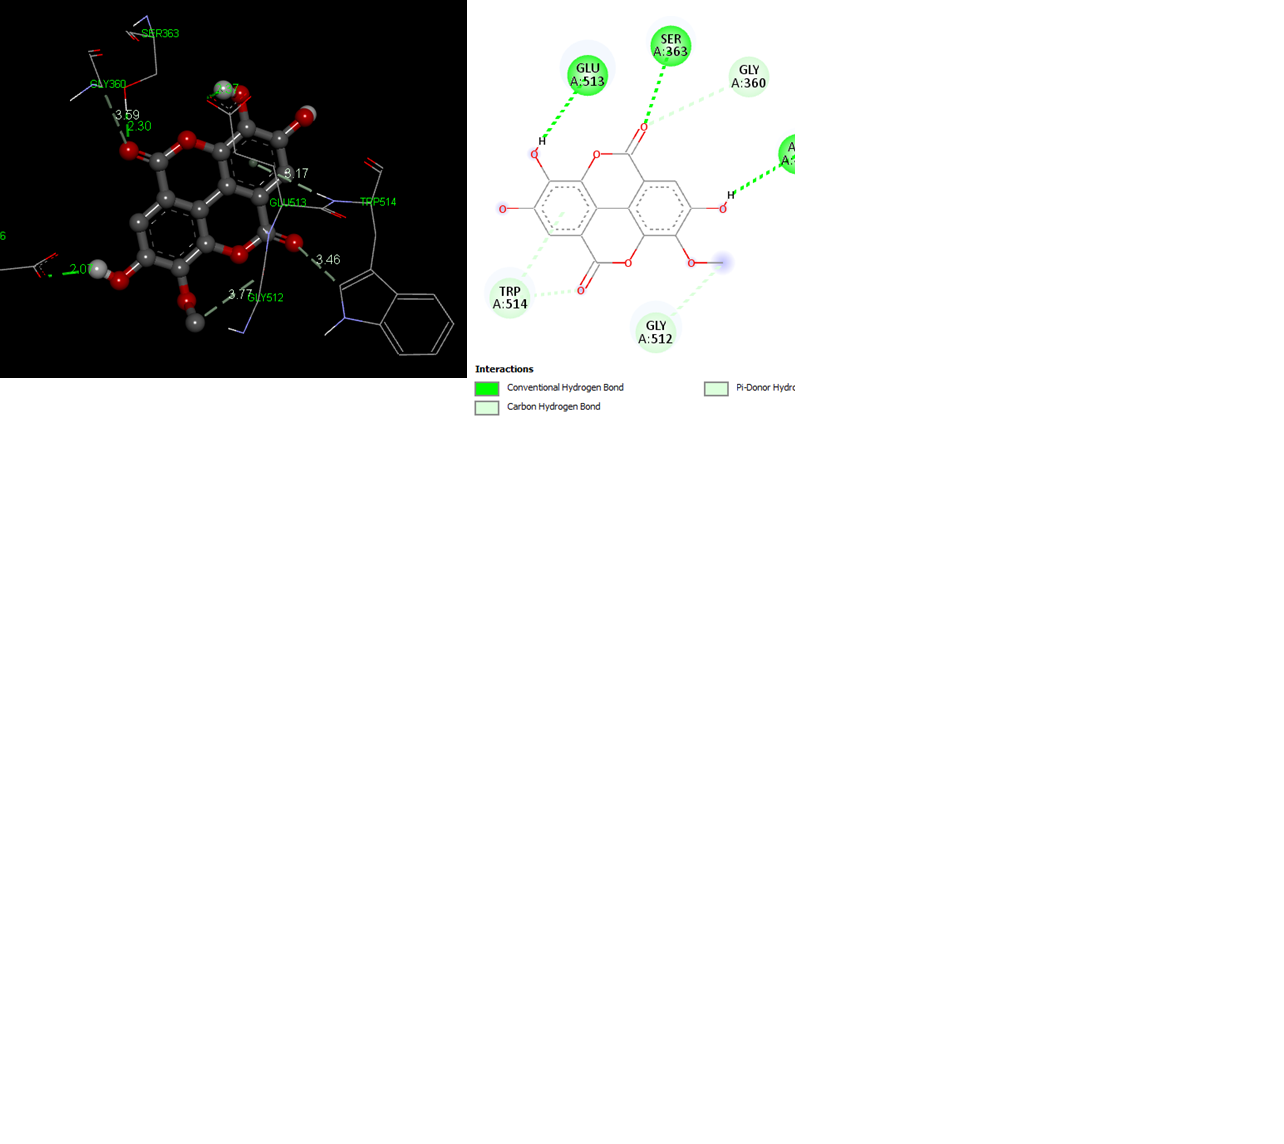 SER363
GLY360
3.59
2.30
3.17
GLU513
TRP514
6
2.07
3.46
3.77
GLY512
SER
A:363
GLU
A:513
GLY
A:360
O
H
O
O
A
A:
H
O
O
O
O
O
O
TRP
A:514
GLY
A:512
Interactions
Conventional Hydrogen Bond
Pi-Donor Hydro
Carbon Hydrogen Bond